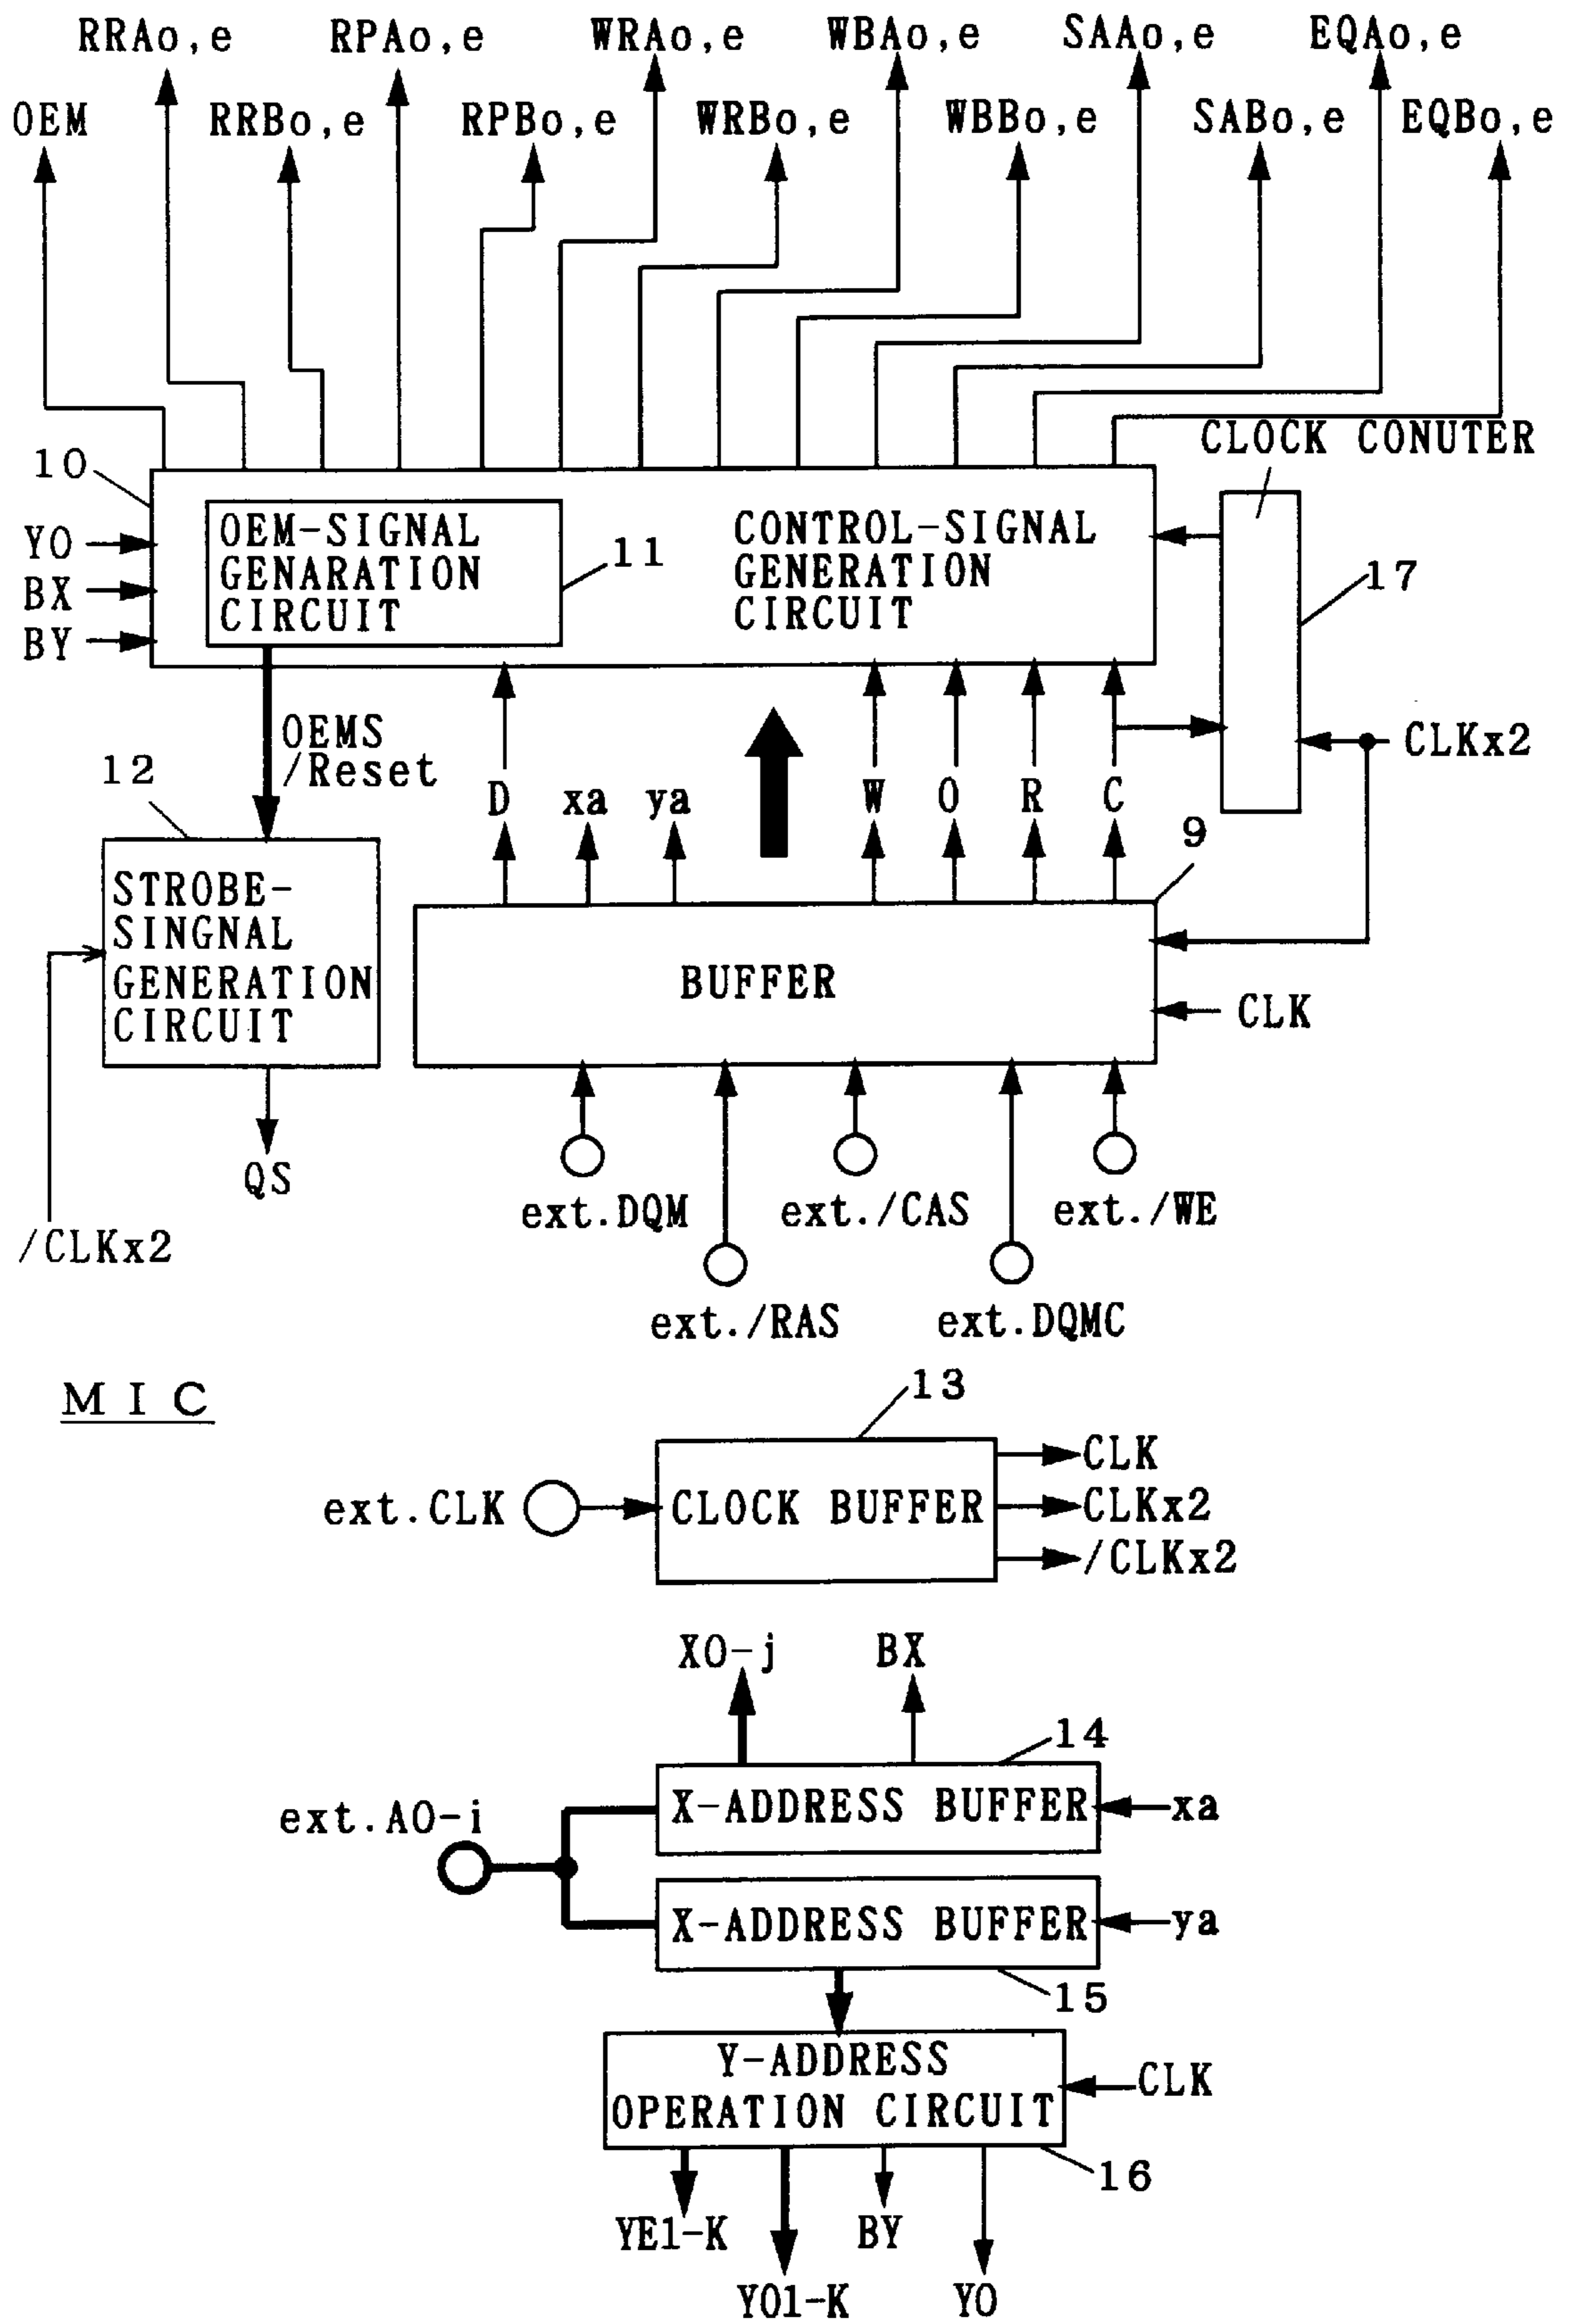 RRAo,e RPAo,e WRAo,e WBAo,e SAAo,e EQAo,e
OEM RRBo,e RPBo,e WRBo,e WBBo,e SABo,e EQBo,e
CLOCK CONUTER
10
YO
BX
BY
OEM-SIGNAL
GENARATION
CIRCUIT
11
CONTROL-SIGNAL
GENERATION
CIRCUIT
17
OEMS
/Reset
CLKx2
12
D xa ya W O R C
9
STROBE-
SINGNAL
GENERATION
CIRCUIT
BUFFER
CLK
QS
/CLKx2
ext.DQM ext./CAS ext./WE
ext./RAS ext.DQMC
MIC
13
ext.CLK
CLOCK BUFFER
CLK
CLKx2
/CLKx2
X0-j BX
14
X-ADDRESS BUFFER
xa
ext.A0-i
X-ADDRESS BUFFER
ya
15
Y-ADDRESS
OPERATION CIRCUIT
CLK
16
YE1-K BY
YO1-K YO